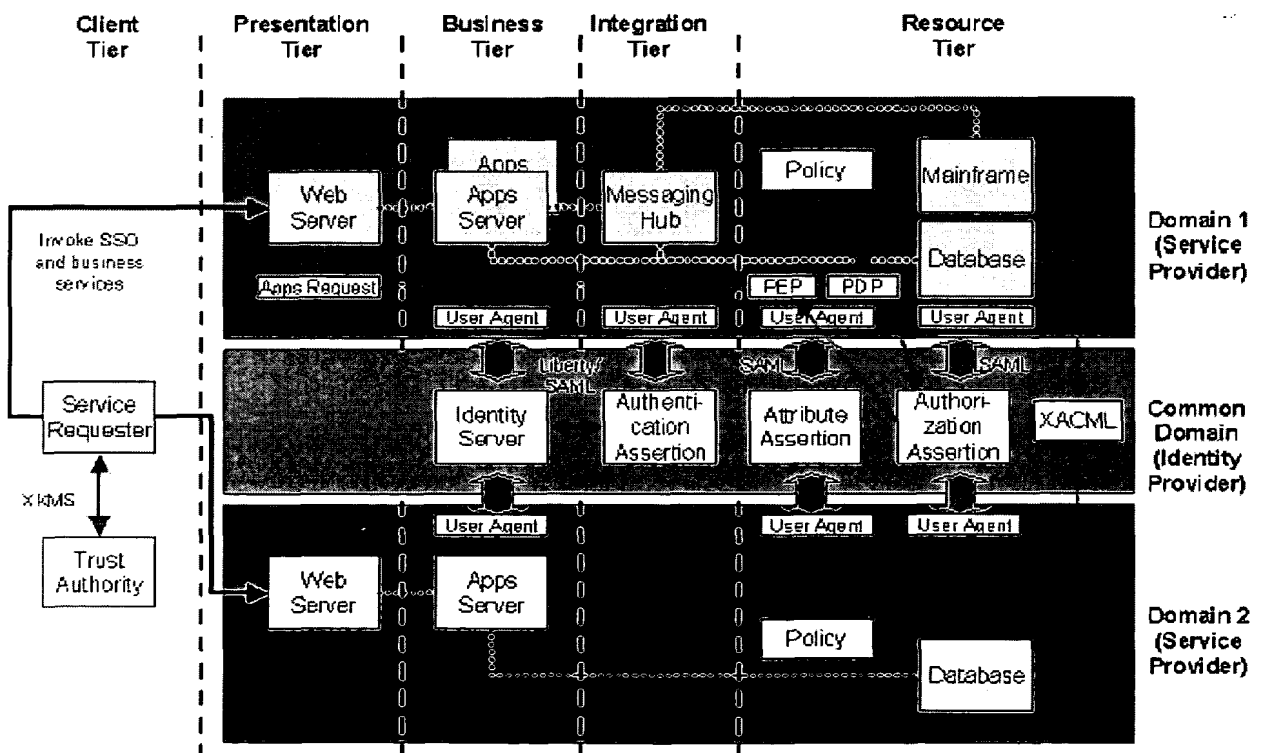 Client
Tier
Presentation
Tier
Business
Tier
Integration
Tier
Resource
Tier
Apps
Web
Server
Apps
Server
Messaging
Hub
Policy
Mainframe
Database
Domain 1
(Service
Provider)
Invoke SSO
and business
services
Apps Request
PEP
PDP
User Agent
User Agent
User Agent
User Agent
Liberty/
SAML
SAML
SAML
Service
Requester
Identity
Server
Authenti-
cation
Assertion
Attribute
Assertion
Authori-
zation
Assertion
XACML
Common
Domain
(Identity
Provider)
XKMS
Trust
Authority
User Agent
User Agent
User Agent
Web
Server
Apps
Server
Policy
Database
Domain 2
(Service
Provider)